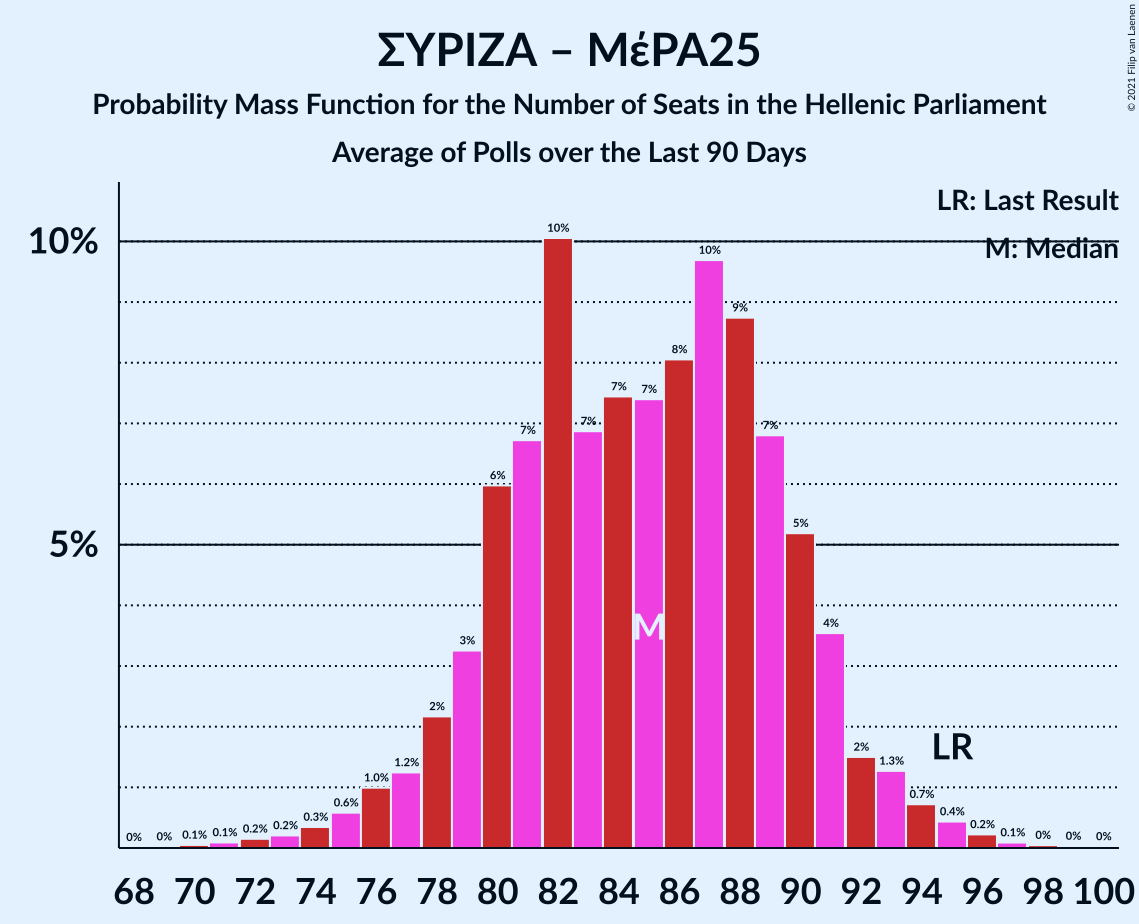 ΣΥΡΙΖΑ – ΜέΡΑ25
Probability Mass Function for the Number of Seats in the Hellenic Parliament
Average of Polls over the Last 90 Days
© 2021 Filip van Laenen
LR: Last Result
M: Median
10%
5%
0% 0% 0.1% 0.1% 0.2% 0.2% 0.3% 0.6% 1.0% 1.2% 2% 3% 6% 7% 10% 7% 7% 7% 8% 10% 9% 7% 5% 4% 2% 1.3% 0.7% 0.4% 0.2% 0.1% 0% 0% 0%
M
LR
68 70 72 74 76 78 80 82 84 86 88 90 92 94 96 98 100